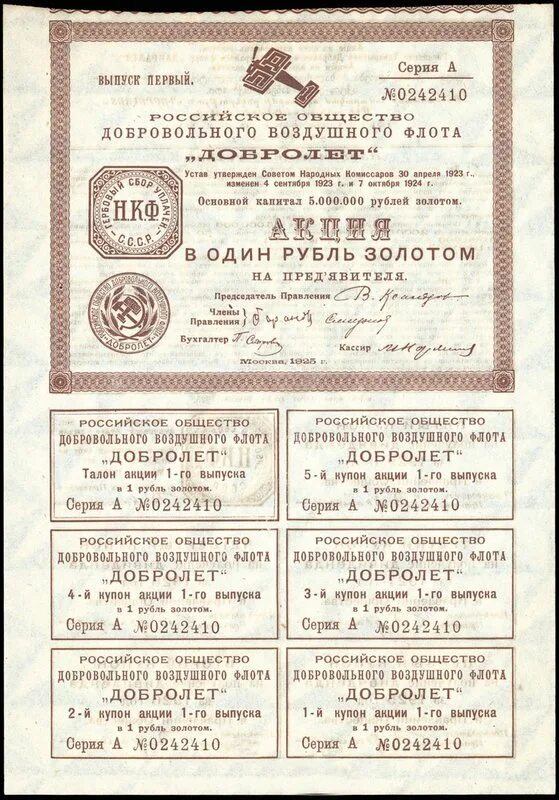 ВЫПУСК ПЕРВЫЙ.
Серия А
№0242410
РОССИЙСКОЕ ОБЩЕСТВО
ДОБРОВОЛЬНОГО ВОЗДУШНОГО ФЛОТА
„ДОБРОЛЕТ“
Устав утвержден Советом Народных Комиссаров 30 апреля 1923 г.,
изменен 4 сентября 1923 г. и 7 октября 1924 г.
Основной капитал 5.000.000 рублей золотом.
ГЕРБОВЫЙ СБОР УПЛАЧЕН
НКФ
С.С.С.Р.
АКЦИЯ
В ОДИН РУБЛЬ ЗОЛОТОМ
НА ПРЕД'ЯВИТЕЛЯ.
Председатель Правления
Члены
Правления
Бухгалтер
Кассир
Москва, 1925 г.
РОССИЙСКОЕ ОБЩЕСТВО ДОБРОВОЛЬНОГО ВОЗДУШНОГО ФЛОТА
-ДОБРОЛЕТ-
РОССИЙСКОЕ ОБЩЕСТВО
ДОБРОВОЛЬНОГО ВОЗДУШНОГО ФЛОТА
„ДОБРОЛЕТ“
Талон акции 1-го выпуска
в 1 рубль золотом.
Серия А №0242410
РОССИЙСКОЕ ОБЩЕСТВО
ДОБРОВОЛЬНОГО ВОЗДУШНОГО ФЛОТА
„ДОБРОЛЕТ“
5-й купон акции 1-го выпуска
в 1 рубль золотом.
Серия А №0242410
РОССИЙСКОЕ ОБЩЕСТВО
ДОБРОВОЛЬНОГО ВОЗДУШНОГО ФЛОТА
„ДОБРОЛЕТ“
4-й купон акции 1-го выпуска
в 1 рубль золотом.
Серия А №0242410
РОССИЙСКОЕ ОБЩЕСТВО
ДОБРОВОЛЬНОГО ВОЗДУШНОГО ФЛОТА
„ДОБРОЛЕТ“
3-й купон акции 1-го выпуска
в 1 рубль золотом.
Серия А №0242410
РОССИЙСКОЕ ОБЩЕСТВО
ДОБРОВОЛЬНОГО ВОЗДУШНОГО ФЛОТА
„ДОБРОЛЕТ“
2-й купон акции 1-го выпуска
в 1 рубль золотом.
Серия А №0242410
РОССИЙСКОЕ ОБЩЕСТВО
ДОБРОВОЛЬНОГО ВОЗДУШНОГО ФЛОТА
„ДОБРОЛЕТ“
1-й купон акции 1-го выпуска
в 1 рубль золотом.
Серия А №0242410